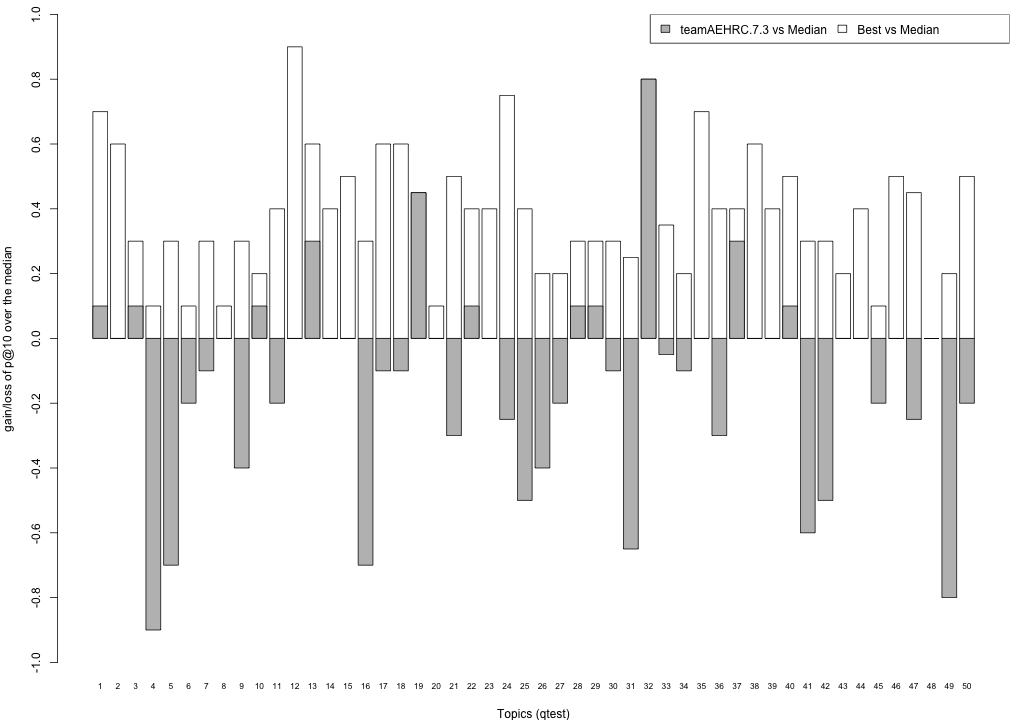 teamAEHRC.7.3 vs Median Best vs Median
1.0
0.8
0.6
0.4
0.2
0.0
-0.2
-0.4
-0.6
-0.8
-1.0
gain/loss of p@10 over the median
1 2 3 4 5 6 7 8 9 10 11 12 13 14 15 16 17 18 19 20 21 22 23 24 25 26 27 28 29 30 31 32 33 34 35 36 37 38 39 40 41 42 43 44 45 46 47 48 49 50
Topics (qtest)